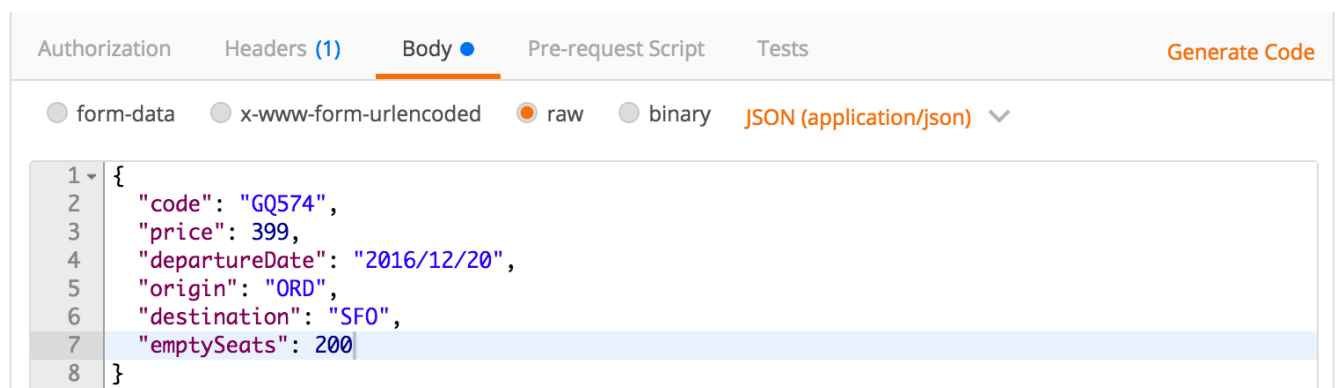 Authorization Headers (1) Body Pre-request Script Tests Generate Code
form-data x-www-form-urlencoded raw binary JSON (application/json)
1 {
2 "code": "GQ574",
3 "price": 399,
4 "departureDate": "2016/12/20",
5 "origin": "ORD",
6 "destination": "SFO",
7 "emptySeats": 200
8 }